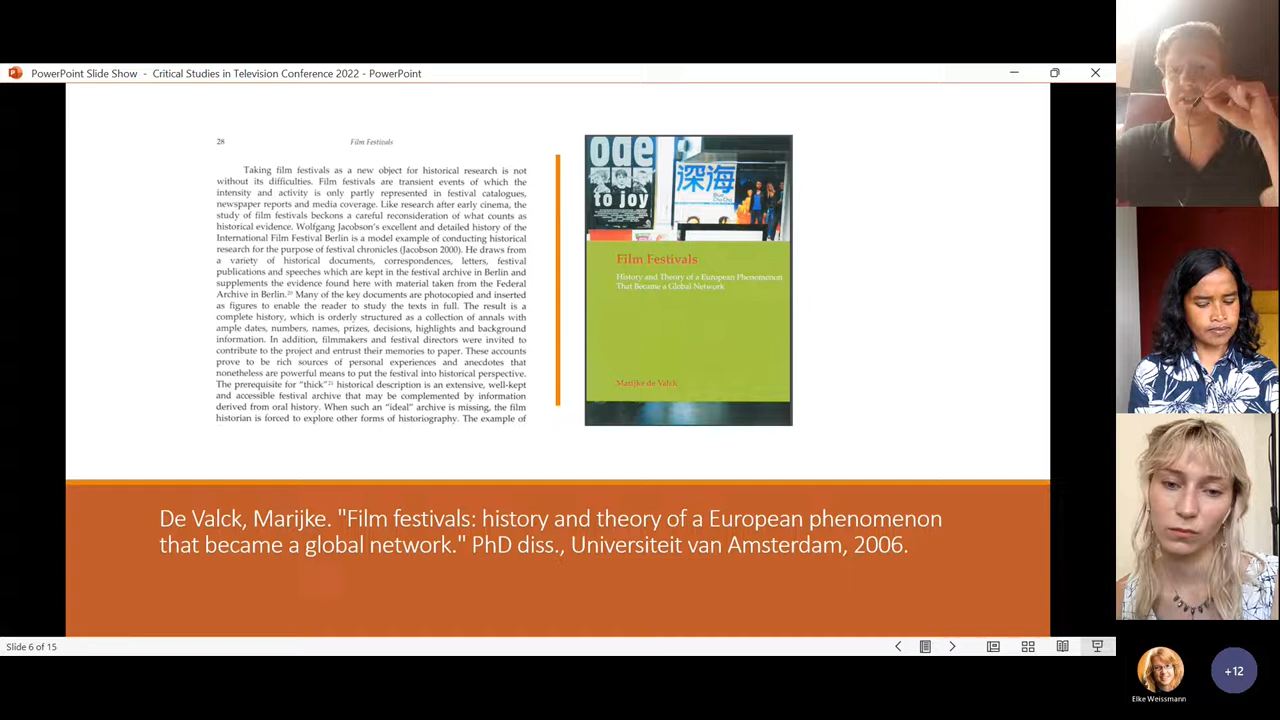 PowerPoint Slide Show - Critical Studies in Television Conference 2022 - PowerPoint
28
Film Festivals
Taking film festivals as a new object for historical research is not
without its difficulties. Film festivals are transient events of which the
intensity and activity is only partly represented in festival catalogues,
newspaper reports and media coverage. Like research after early cinema, the
study of film festivals beckons a careful reconsideration of what counts as
historical evidence. Wolfgang Jacobson's excellent and detailed history of the
International Film Festival Berlin is a model example of conducting historical
research for the purpose of festival chronicles (Jacobson 2000). He draws from
a variety of historical documents, correspondences, letters, festival
publications and speeches which are kept in the festival archive in Berlin and
supplements the evidence found here with material taken from the Federal
Archive in Berlin.20 Many of the key documents are photocopied and inserted
as figures to enable the reader to study the texts in full. The result is a
complete history, which is orderly structured as a collection of annals with
ample dates, numbers, names, prizes, decisions, highlights and background
information. In addition, filmmakers and festival directors were invited to
contribute to the project and entrust their memories to paper. These accounts
prove to be rich sources of personal experiences and anecdotes that
nonetheless are powerful means to put the festival into historical perspective.
The prerequisite for "thick"21 historical description is an extensive, well-kept
and accessible festival archive that may be complemented by information
derived from oral history. When such an "ideal" archive is missing, the film
historian is forced to explore other forms of historiography. The example of
ode
to joy
深海
Blue
Cha Cha
Film Festivals
History and Theory of a European Phenomenon
That Became a Global Network
Marijke de Valck
De Valck, Marijke. "Film festivals: history and theory of a European phenomenon
that became a global network." PhD diss., Universiteit van Amsterdam, 2006.
Slide 6 of 15
Elke Weissmann
+12